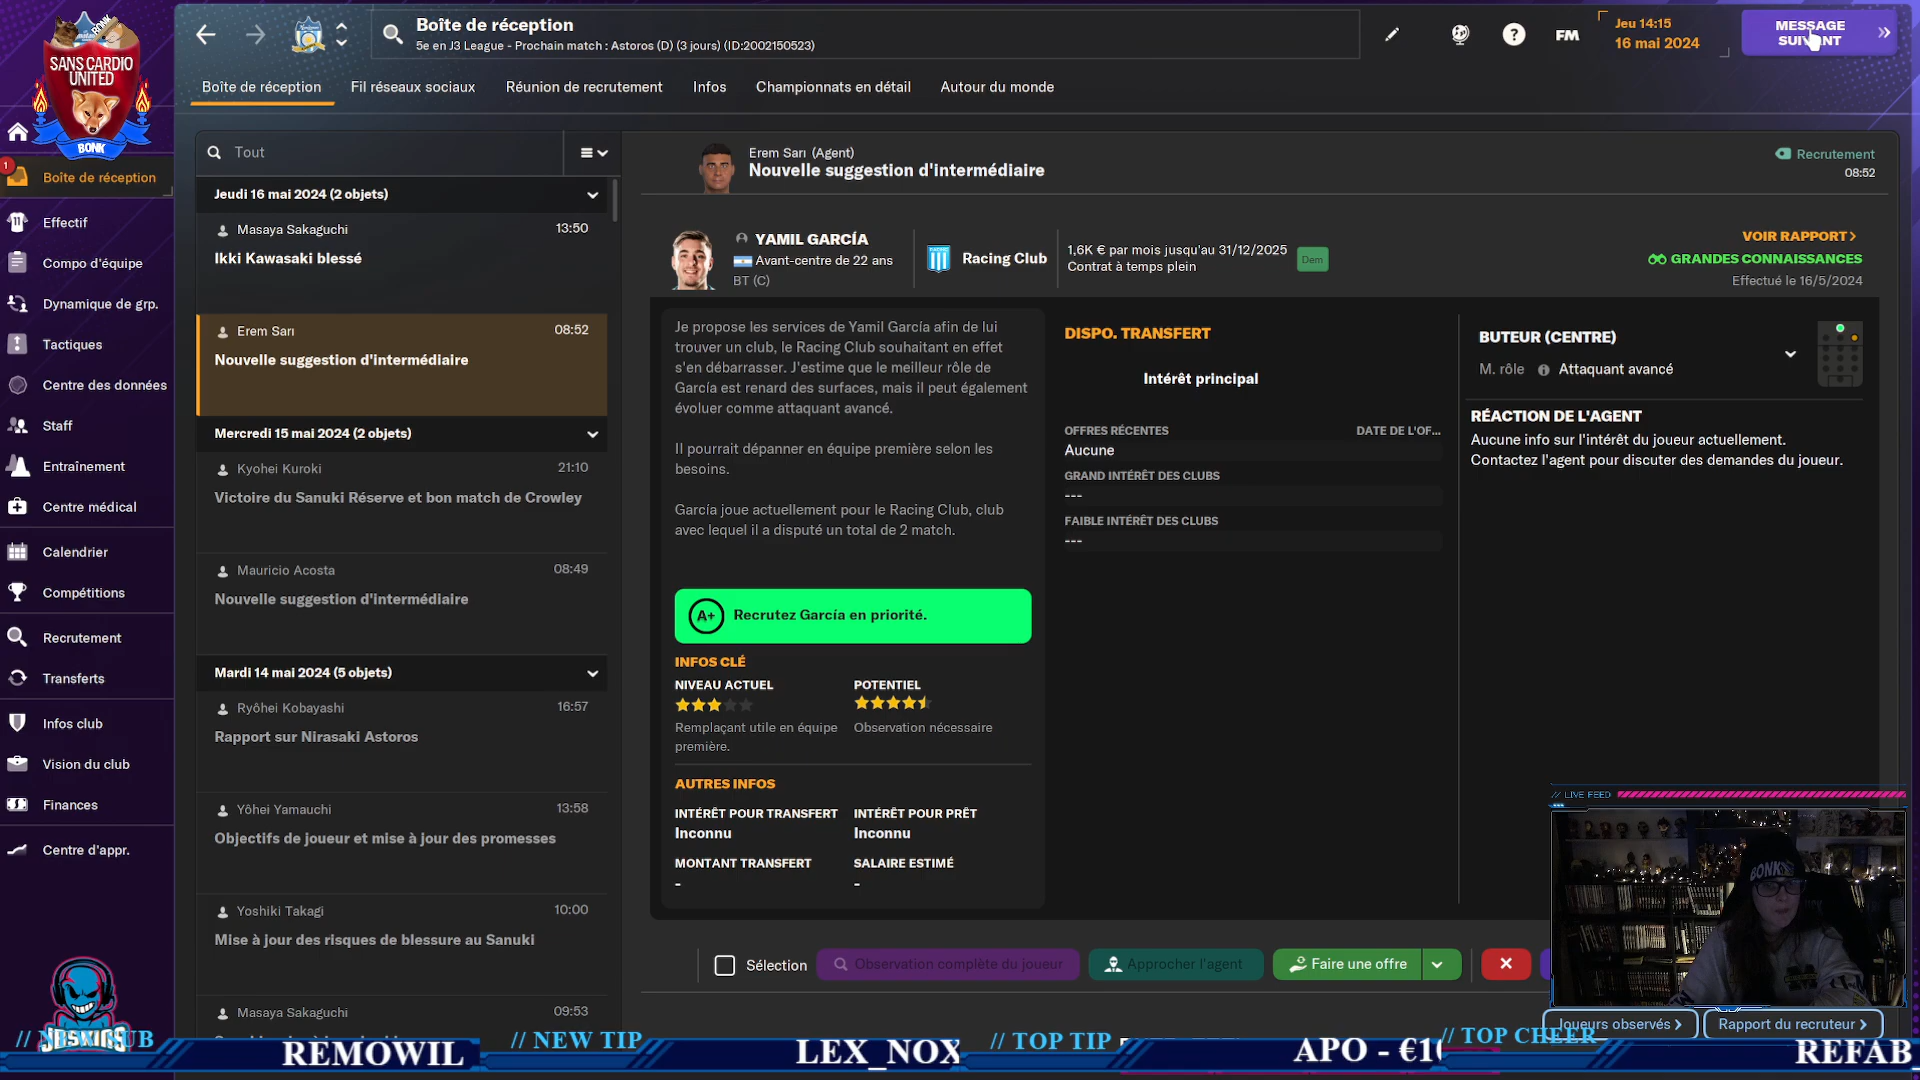 SANS CARDIO
UNITED
BONK
Boîte de réception
5e en J3 League - Prochain match : Astoros (D) (3 jours) (ID:2002150523)
FM
Jeu 14:15
16 mai 2024
MESSAGE
SUIVANT
Boîte de réception
Fil réseaux sociaux
Réunion de recrutement
Infos
Championnats en détail
Autour du monde
1
Boîte de réception
Effectif
Compo d'équipe
Dynamique de grp.
Tactiques
Centre des données
Staff
Entraînement
Centre médical
Calendrier
Compétitions
Recrutement
Transferts
Infos club
Vision du club
Finances
Centre d'appr.
Tout
Jeudi 16 mai 2024 (2 objets)
Masaya Sakaguchi
13:50
Ikki Kawasaki blessé
Erem Sarı
08:52
Nouvelle suggestion d'intermédiaire
Mercredi 15 mai 2024 (2 objets)
Kyohei Kuroki
21:10
Victoire du Sanuki Réserve et bon match de Crowley
Mauricio Acosta
08:49
Nouvelle suggestion d'intermédiaire
Mardi 14 mai 2024 (5 objets)
Ryôhei Kobayashi
16:57
Rapport sur Nirasaki Astoros
Yôhei Yamauchi
13:58
Objectifs de joueur et mise à jour des promesses
Yoshiki Takagi
10:00
Mise à jour des risques de blessure au Sanuki
Masaya Sakaguchi
09:53
Erem Sarı (Agent)
Nouvelle suggestion d'intermédiaire
Recrutement
08:52
YAMIL GARCÍA
Avant-centre de 22 ans
BT (C)
Racing Club
1,6K € par mois jusqu'au 31/12/2025
Contrat à temps plein
Dem
VOIR RAPPORT >
GRANDES CONNAISSANCES
Effectué le 16/5/2024
Je propose les services de Yamil García afin de lui
trouver un club, le Racing Club souhaitant en effet
s'en débarrasser. J'estime que le meilleur rôle de
García est renard des surfaces, mais il peut également
évoluer comme attaquant avancé.
Il pourrait dépanner en équipe première selon les
besoins.
García joue actuellement pour le Racing Club, club
avec lequel il a disputé un total de 2 match.
A+
Recrutez García en priorité.
INFOS CLÉ
NIVEAU ACTUEL
POTENTIEL
Remplaçant utile en équipe
première.
Observation nécessaire
AUTRES INFOS
INTÉRÊT POUR TRANSFERT
INTÉRÊT POUR PRÊT
Inconnu
Inconnu
MONTANT TRANSFERT
SALAIRE ESTIMÉ
-
-
DISPO. TRANSFERT
Intérêt principal
OFFRES RÉCENTES
DATE DE L'OF...
Aucune
GRAND INTÉRÊT DES CLUBS
---
FAIBLE INTÉRÊT DES CLUBS
---
BUTEUR (CENTRE)
M. rôle
Attaquant avancé
RÉACTION DE L'AGENT
Aucune info sur l'intérêt du joueur actuellement.
Contactez l'agent pour discuter des demandes du joueur.
Sélection
Observation complète du joueur
Approcher l'agent
Faire une offre
// LIVE FEED
BONK
Joueurs observés >
Rapport du recruteur >
// NEW SUB
REMOWIL
// NEW TIP
LEX_NOX
// TOP TIP
APO - €10
// TOP CHEER
REFAB